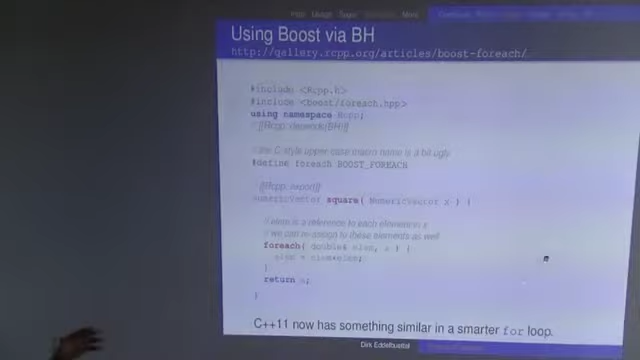 More
Using Boost via BH
http://gallery.rcpp.org/articles/boost-foreach/
#include <Rcpp.h>
#include <boost/foreach.hpp>
using namespace Rcpp;
// [[Rcpp::depends(BH)]]
// the C-style upper-case macro name is a bit ugly
#define foreach BOOST_FOREACH
// [[Rcpp::export]]
NumericVector square( NumericVector x ) {
// elem is a reference to each element in x
// we can re-assign to these elements as well
foreach( double& elem, x ) {
elem = elem*elem;
}
return x;
}
C++11 now has something similar in a smarter for loop.
Dirk Eddelbuettel